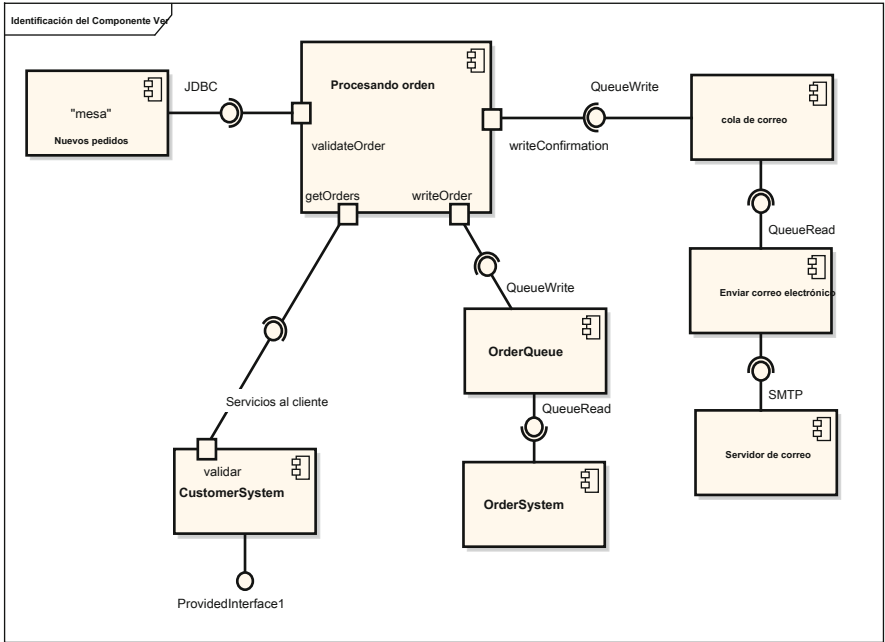 Identificación del Componente Ver
"mesa"
Nuevos pedidos
JDBC
Procesando orden
validateOrder
getOrders
writeOrder
QueueWrite
writeConfirmation
cola de correo
QueueRead
Enviar correo electrónico
SMTP
Servidor de correo
QueueWrite
OrderQueue
QueueRead
OrderSystem
Servicios al cliente
validar
CustomerSystem
ProvidedInterface1